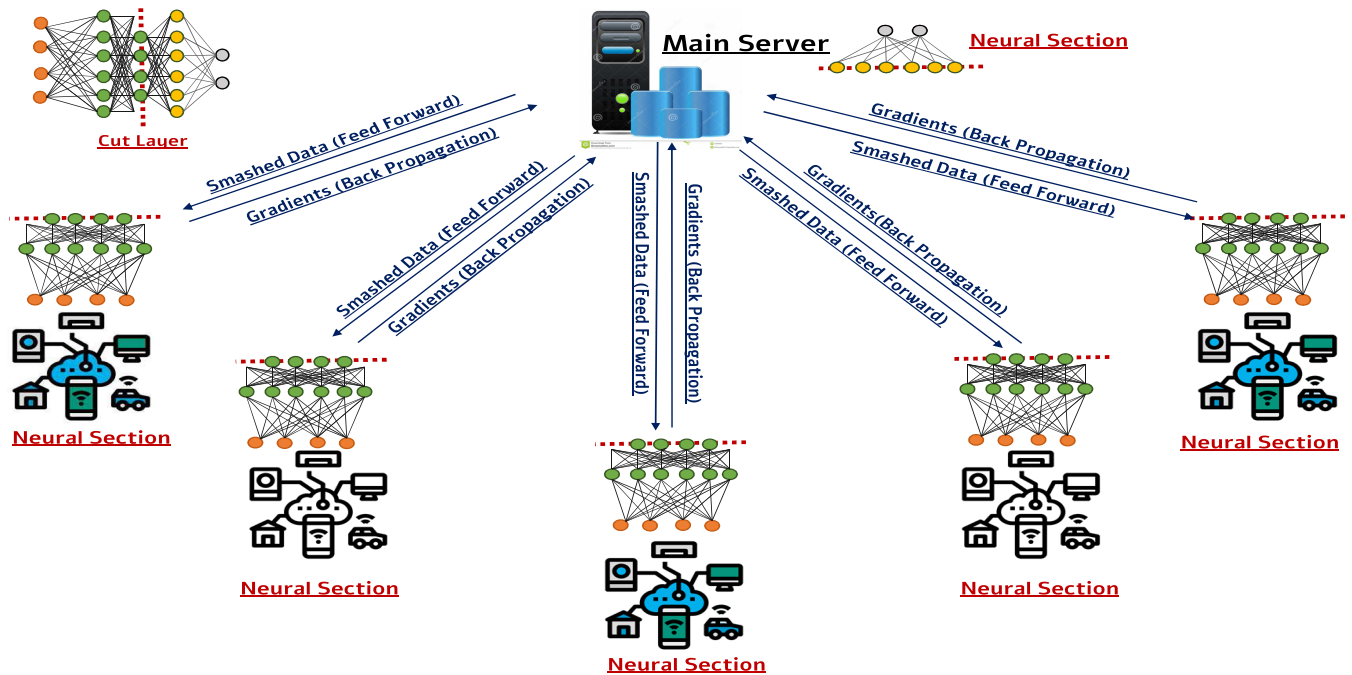 Main Server
Neural Section
Cut Layer
Smashed Data (Feed Forward)
Gradients (Back Propagation)
Smashed Data (Feed Forward)
Gradients (Back Propagation)
Smashed Data (Feed Forward)
Gradients (Back Propagation)
Gradients(Back Propagation)
Smashed Data (Feed Forward)
Gradients (Back Propagation)
Smashed Data (Feed Forward)
Neural Section
Neural Section
Neural Section
Neural Section
Neural Section